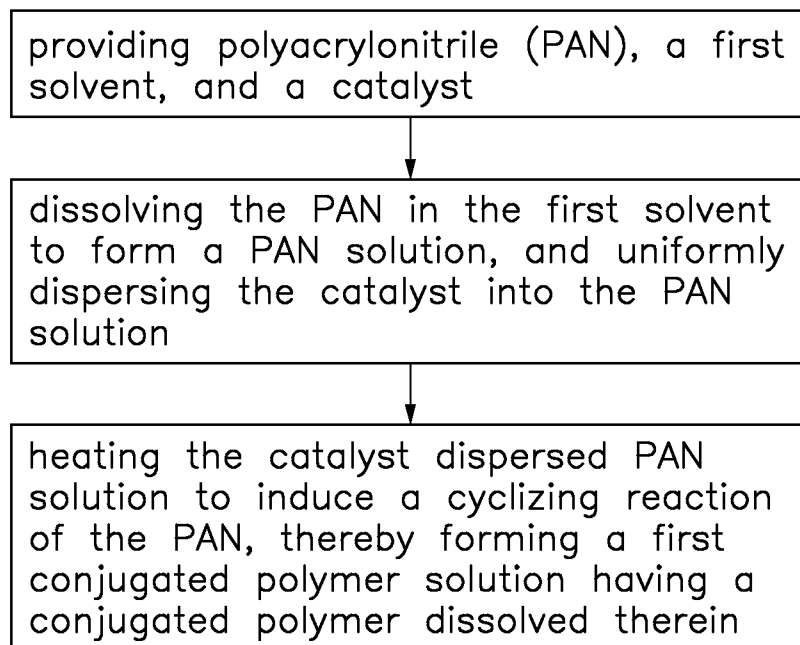 providing polyacrylonitrile (PAN), a first
solvent, and a catalyst
dissolving the PAN in the first solvent
to form a PAN solution, and uniformly
dispersing the catalyst into the PAN
solution
heating the catalyst dispersed PAN
solution to induce a cyclizing reaction
of the PAN, thereby forming a first
conjugated polymer solution having a
conjugated polymer dissolved therein